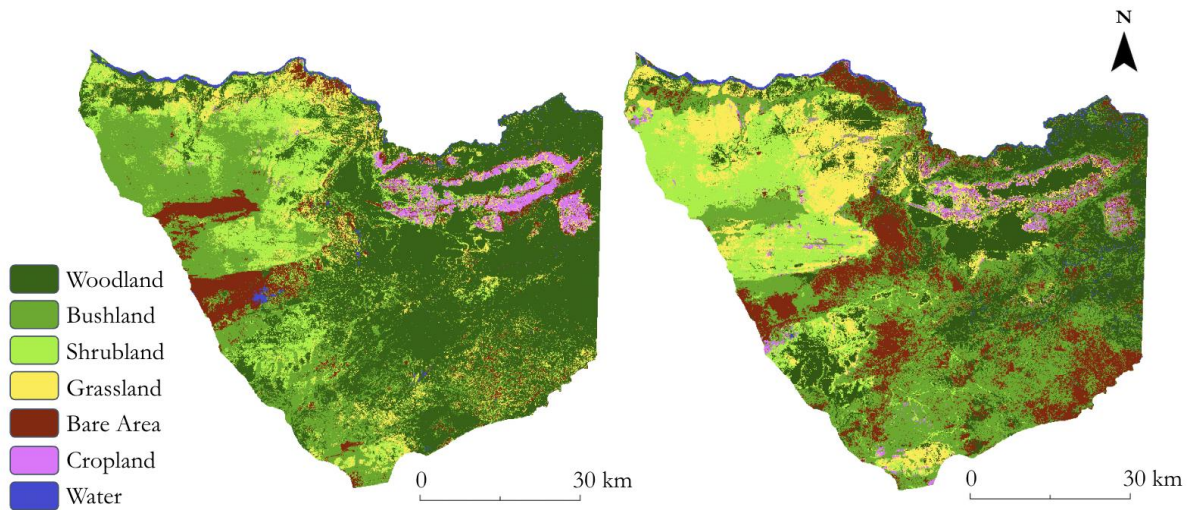 N
Woodland
Bushland
Shrubland
Grassland
Bare Area
Cropland
Water
0 30 km
0 30 km